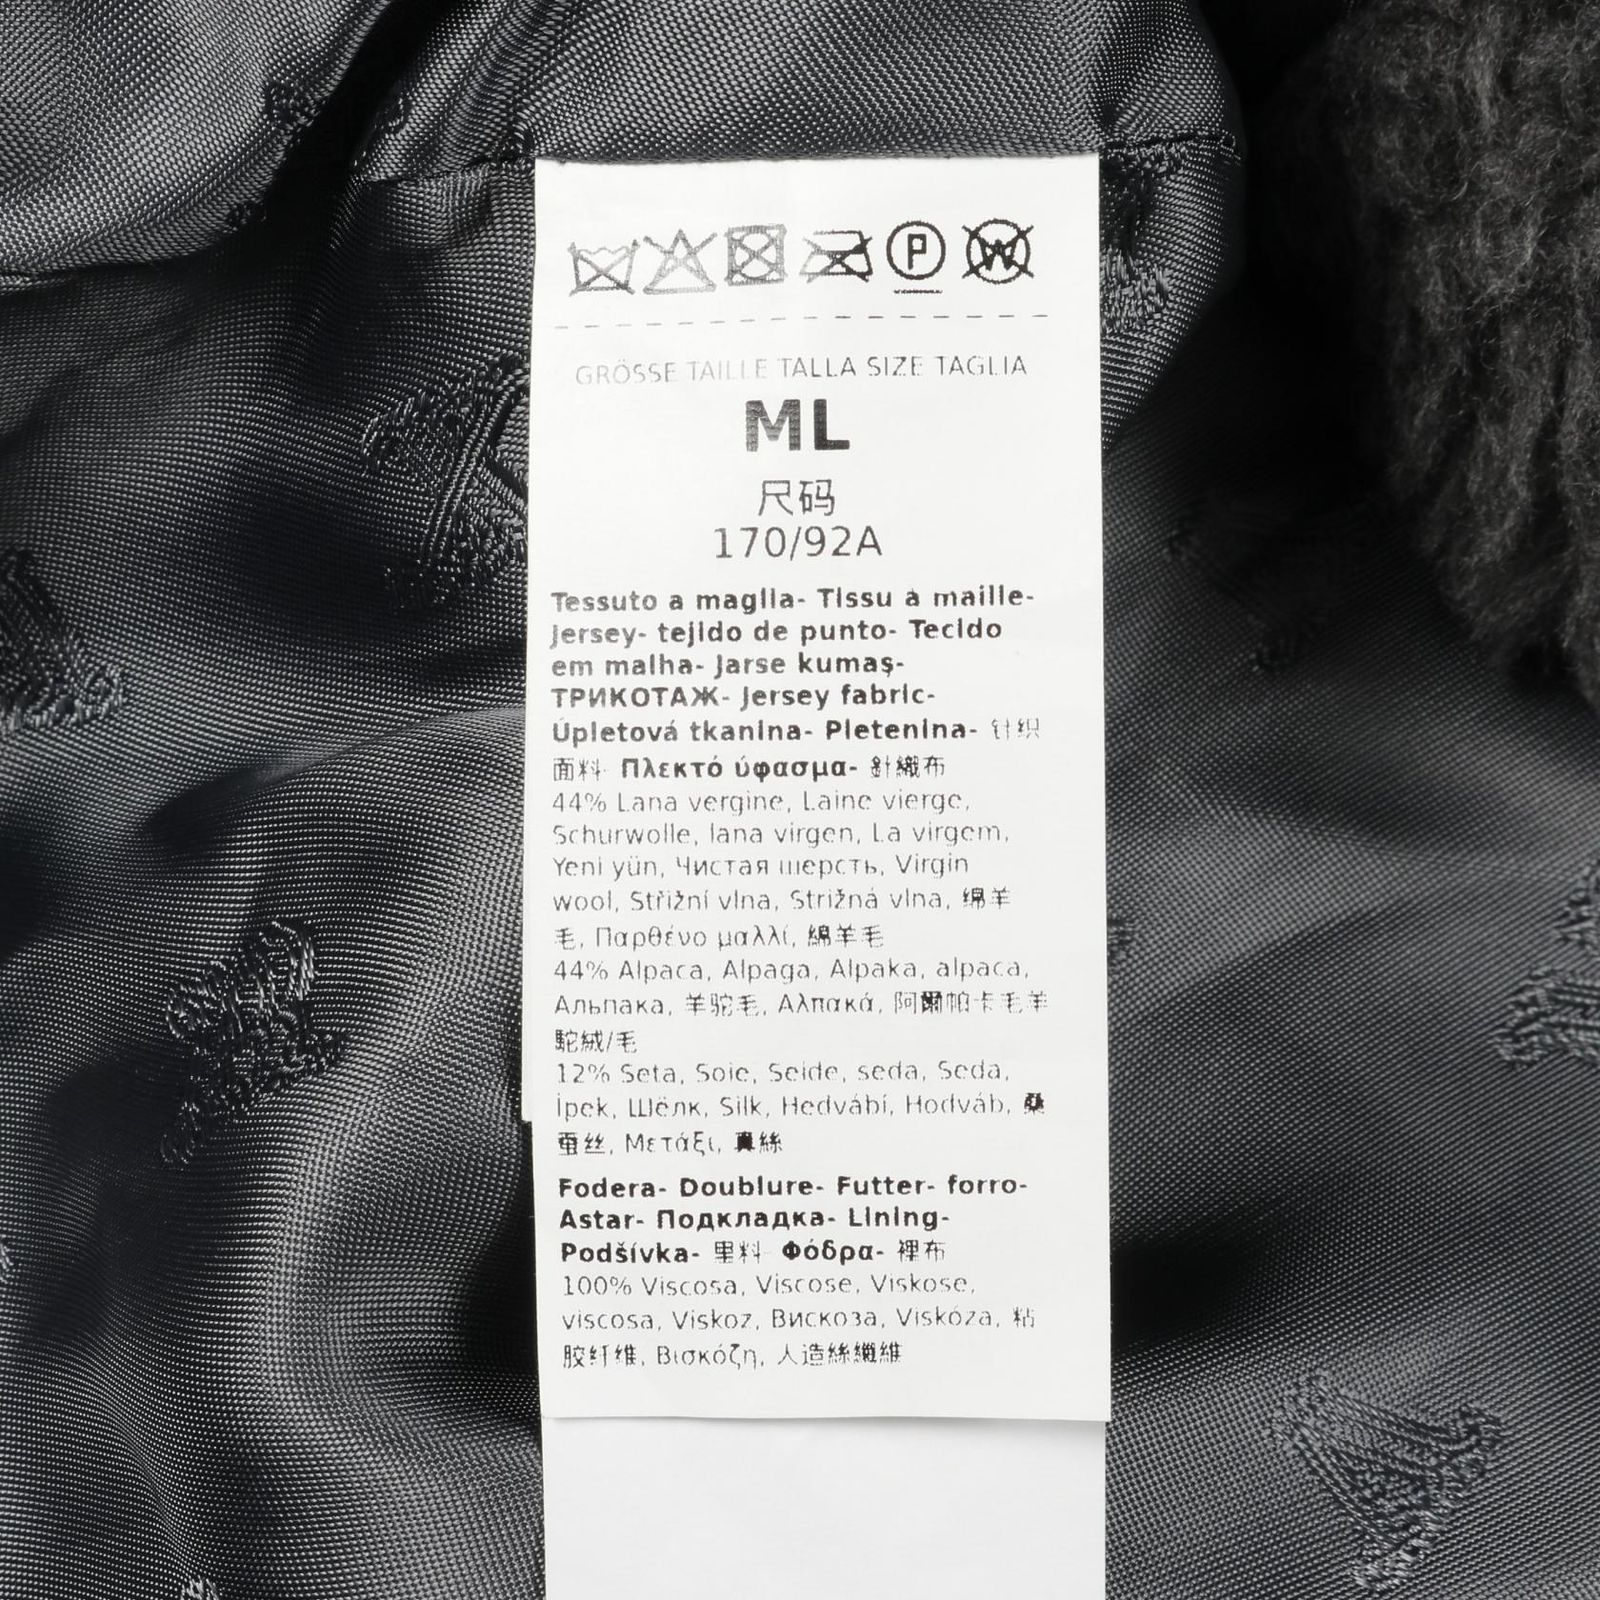 P W
GRÖSSE TAILLE TALLA SIZE TAGLIA
ML
尺码
170/92A
Tessuto a maglia- Tissu à maille-
Jersey- tejido de punto- Tecido
em malha- Jarse kumaş-
ТРИКОТАЖ- Jersey fabric-
Úpletová tkanina- Pletenina- 针织
面料- Πλεκτό ύφασμα- 針織布
44% Lana vergine, Laine vierge,
Schurwolle, lana virgen, La virgem,
Yeni yün, Чистая шерсть, Virgin
wool, Střižní vlna, Strižná vlna, 绵羊
毛, Παρθένο μαλλί, 綿羊毛
44% Alpaca, Alpaga, Alpaka, alpaca,
Альпака, 羊驼毛, Αλπακά, 阿爾帕卡毛羊
駝絨/毛
12% Seta, Soie, Seide, seda, Seda,
İpek, Шёлк, Silk, Hedvábí, Hodváb, 桑
蚕丝, Μετάξι, 真絲
Fodera- Doublure- Futter- forro-
Astar- Подкладка- Lining-
Podšívka- 里料- Φόδρα- 裡布
100% Viscosa, Viscose, Viskose,
viscosa, Viskoz, Вискоза, Viskóza, 粘
胶纤维, Βισκόζη, 人造絲纖維